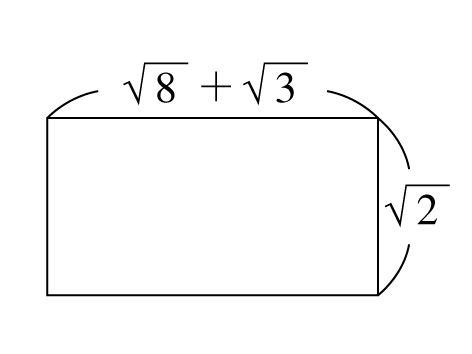 √8 + √3
√2